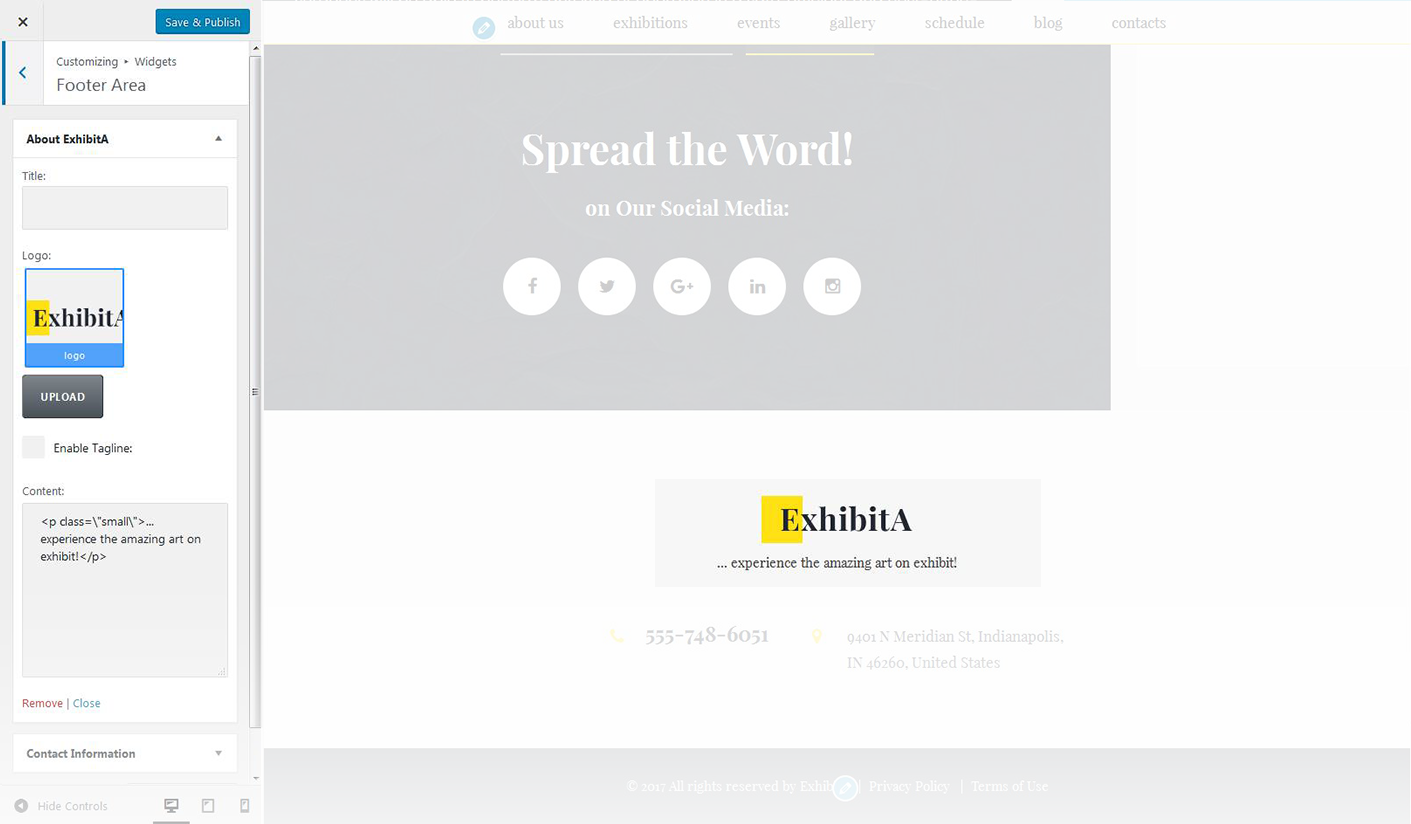 Save & Publish
Customizing ▸ Widgets
Footer Area
About ExhibitA
Title:
Logo:
ExhibitA
logo
UPLOAD
Enable Tagline:
Content:
<p class=\"small\">...
experience the amazing art on
exhibit!</p>
Remove | Close
Contact Information
Hide Controls
about us exhibitions events gallery schedule blog contacts
Spread the Word!
on Our Social Media:
f G+ in
ExhibitA
... experience the amazing art on exhibit!
555-748-6051
9401 N Meridian St, Indianapolis,
IN 46260, United States
© 2017 All rights reserved by Exhib | Privacy Policy | Terms of Use